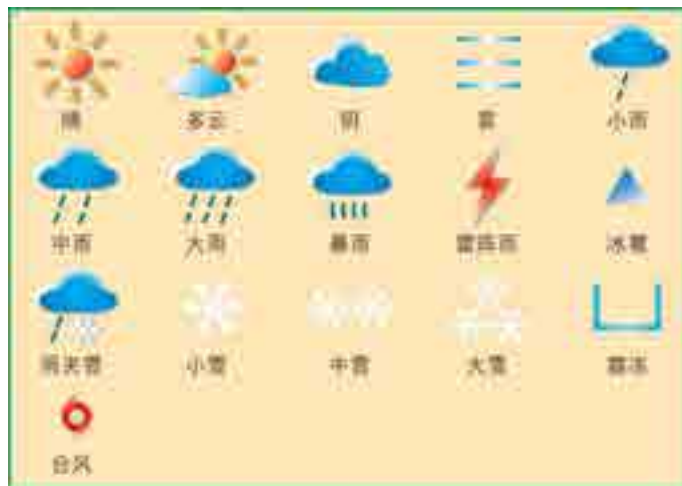 晴 多云 阴 雾 小雨
中雨 大雨 暴雨 雷阵雨 冰雹
雨夹雪 小雪 中雪 大雪 霜冻
台风